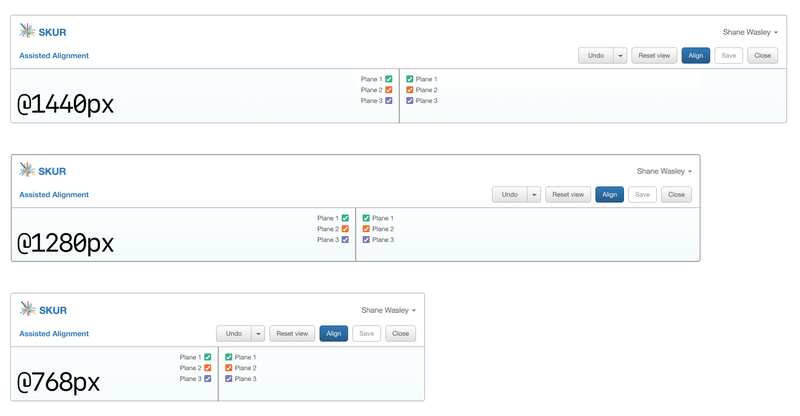 SKUR
Shane Wasley
Assisted Alignment
Undo Reset view Align Save Close
Plane 1 Plane 1
Plane 2 Plane 2
Plane 3 Plane 3
@1440px
SKUR
Shane Wasley
Assisted Alignment
Undo Reset view Align Save Close
Plane 1 Plane 1
Plane 2 Plane 2
Plane 3 Plane 3
@1280px
SKUR
Shane Wasley
Assisted Alignment
Undo Reset view Align Save Close
Plane 1 Plane 1
Plane 2 Plane 2
Plane 3 Plane 3
@768px